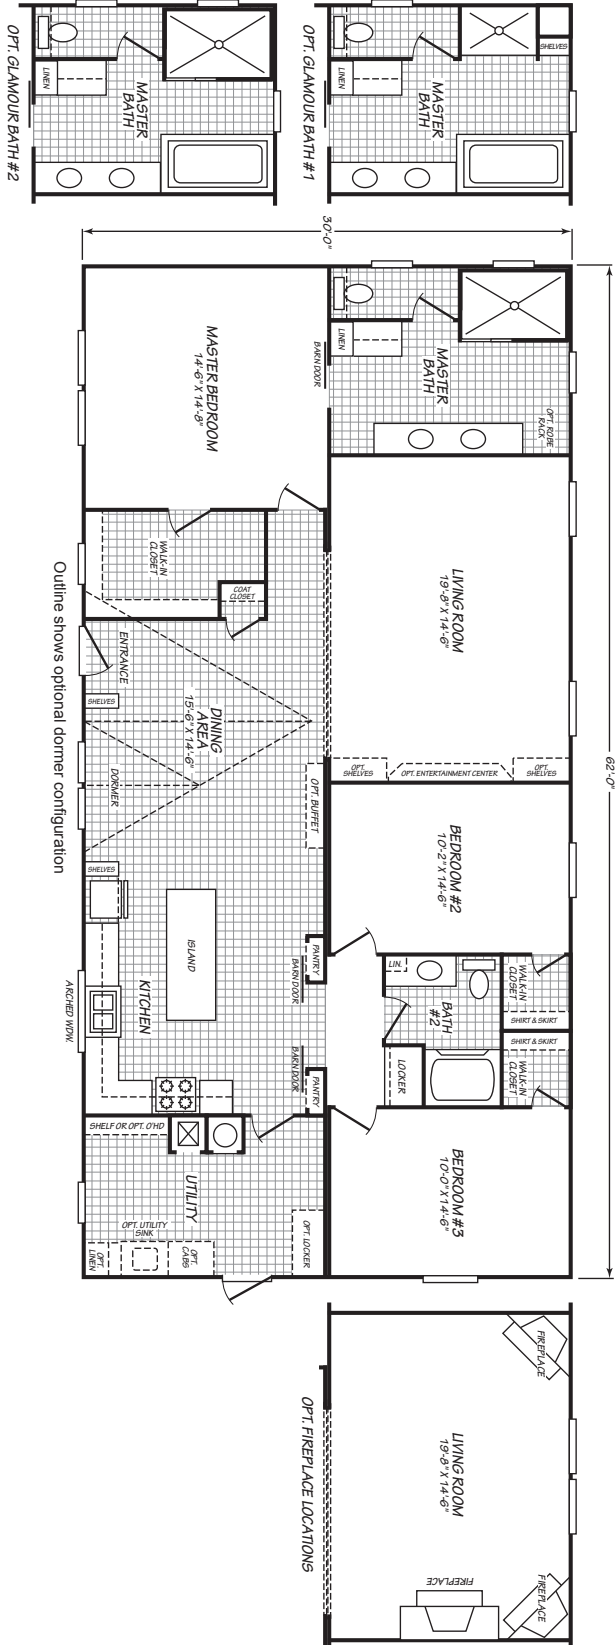 OPT. GLAMOUR BATH #1
MASTER
BATH
LINEN
SHELVES
OPT. GLAMOUR BATH #2
MASTER
BATH
LINEN
30'-0"
62'-0"
MASTER
BATH
LINEN
OPT. ROBE
RACK
BARN DOOR
MASTER BEDROOM
14'-6" X 14'-8"
LIVING ROOM
19'-8" X 14'-6"
OPT.
SHELVES
OPT. ENTERTAINMENT CENTER
OPT.
SHELVES
WALK-IN
CLOSET
COAT
CLOSET
ENTRANCE
SHELVES
DINING
AREA
15'-6" X 14'-6"
DORMER
OPT. BUFFET
SHELVES
Outline shows optional dormer configuration
BEDROOM #2
10'-2" X 14'-6"
ISLAND
PANTRY
BARN DOOR
KITCHEN
ARCHED WDW.
BARN DOOR
PANTRY
LIN.
BATH
#2
WALK-IN
CLOSET
SHIRT & SKIRT
SHIRT & SKIRT
WALK-IN
CLOSET
LOCKER
BEDROOM #3
10'-0" X 14'-6"
SHELF OR OPT. O'HD
UTILITY
OPT. UTILITY
SINK
OPT.
CABS
OPT.
LINEN
OPT. LOCKER
FIREPLACE
LIVING ROOM
19'-8" X 14'-6"
FIREPLACE
FIREPLACE
OPT. FIREPLACE LOCATIONS